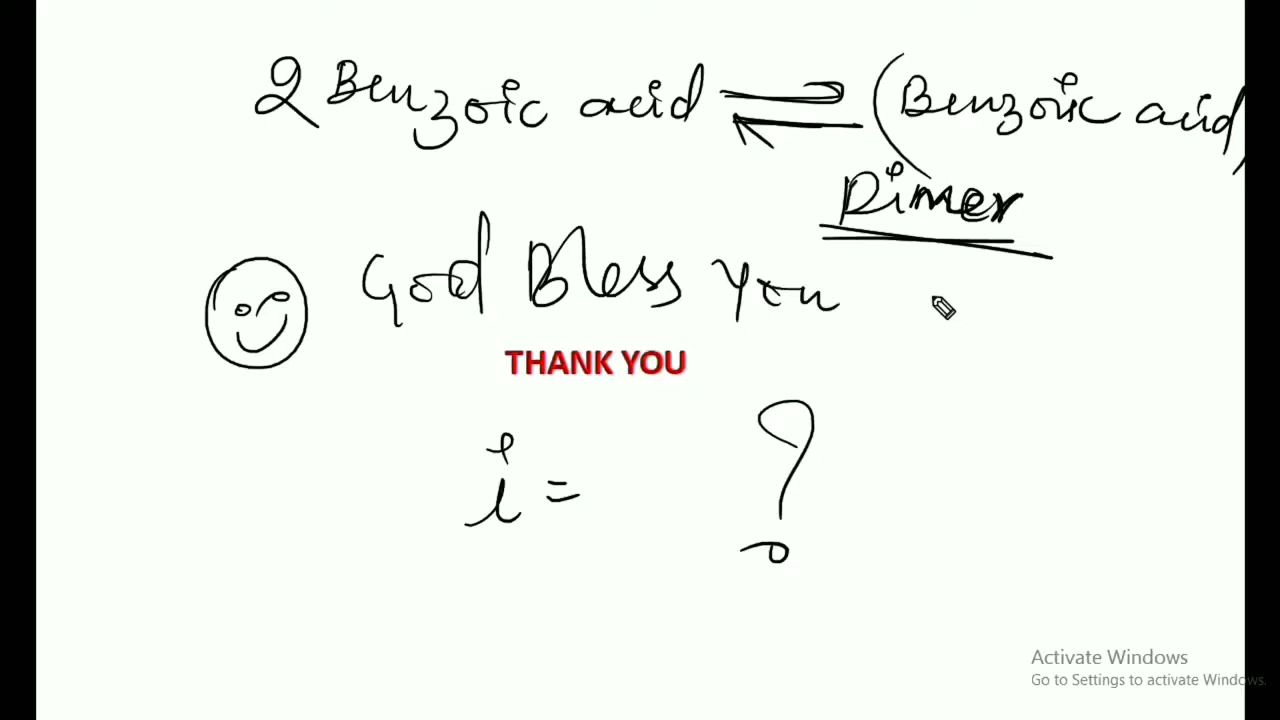 2 Benzoic acid ⇌ (Benzoic acid)
Dimer
God Bless You
THANK YOU
i = ?
Activate Windows
Go to Settings to activate Windows.